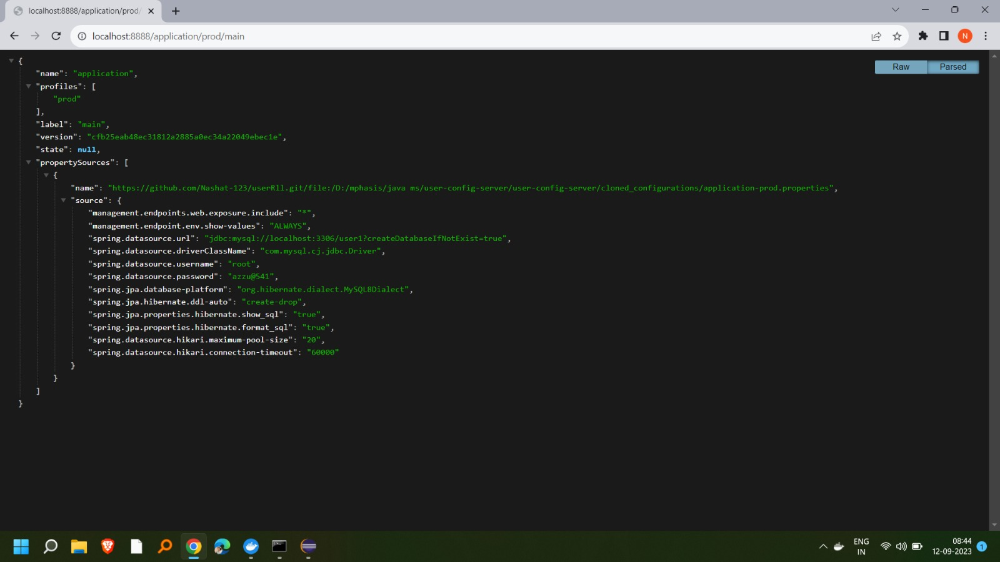 localhost:8888/application/prod/
localhost:8888/application/prod/main
N
Raw
Parsed
{
"name": "application",
"profiles": [
"prod"
],
"label": "main",
"version": "cfb25eab48ec31812a2885a0ec34a22049ebec1e",
"state": null,
"propertySources": [
{
"name": "https://github.com/Nashat-123/userRll.git/file:/D:/mphasis/java ms/user-config-server/user-config-server/cloned_configurations/application-prod.properties",
"source": {
"management.endpoints.web.exposure.include": "*",
"management.endpoint.env.show-values": "ALWAYS",
"spring.datasource.url": "jdbc:mysql://localhost:3306/user1?createDatabaseIfNotExist=true",
"spring.datasource.driverClassName": "com.mysql.cj.jdbc.Driver",
"spring.datasource.username": "root",
"spring.datasource.password": "azzu@541",
"spring.jpa.database-platform": "org.hibernate.dialect.MySQL8Dialect",
"spring.jpa.hibernate.ddl-auto": "create-drop",
"spring.jpa.properties.hibernate.show_sql": "true",
"spring.jpa.properties.hibernate.format_sql": "true",
"spring.datasource.hikari.maximum-pool-size": "20",
"spring.datasource.hikari.connection-timeout": "60000"
}
}
]
}
ENG
IN
08:44
12-09-2023
1